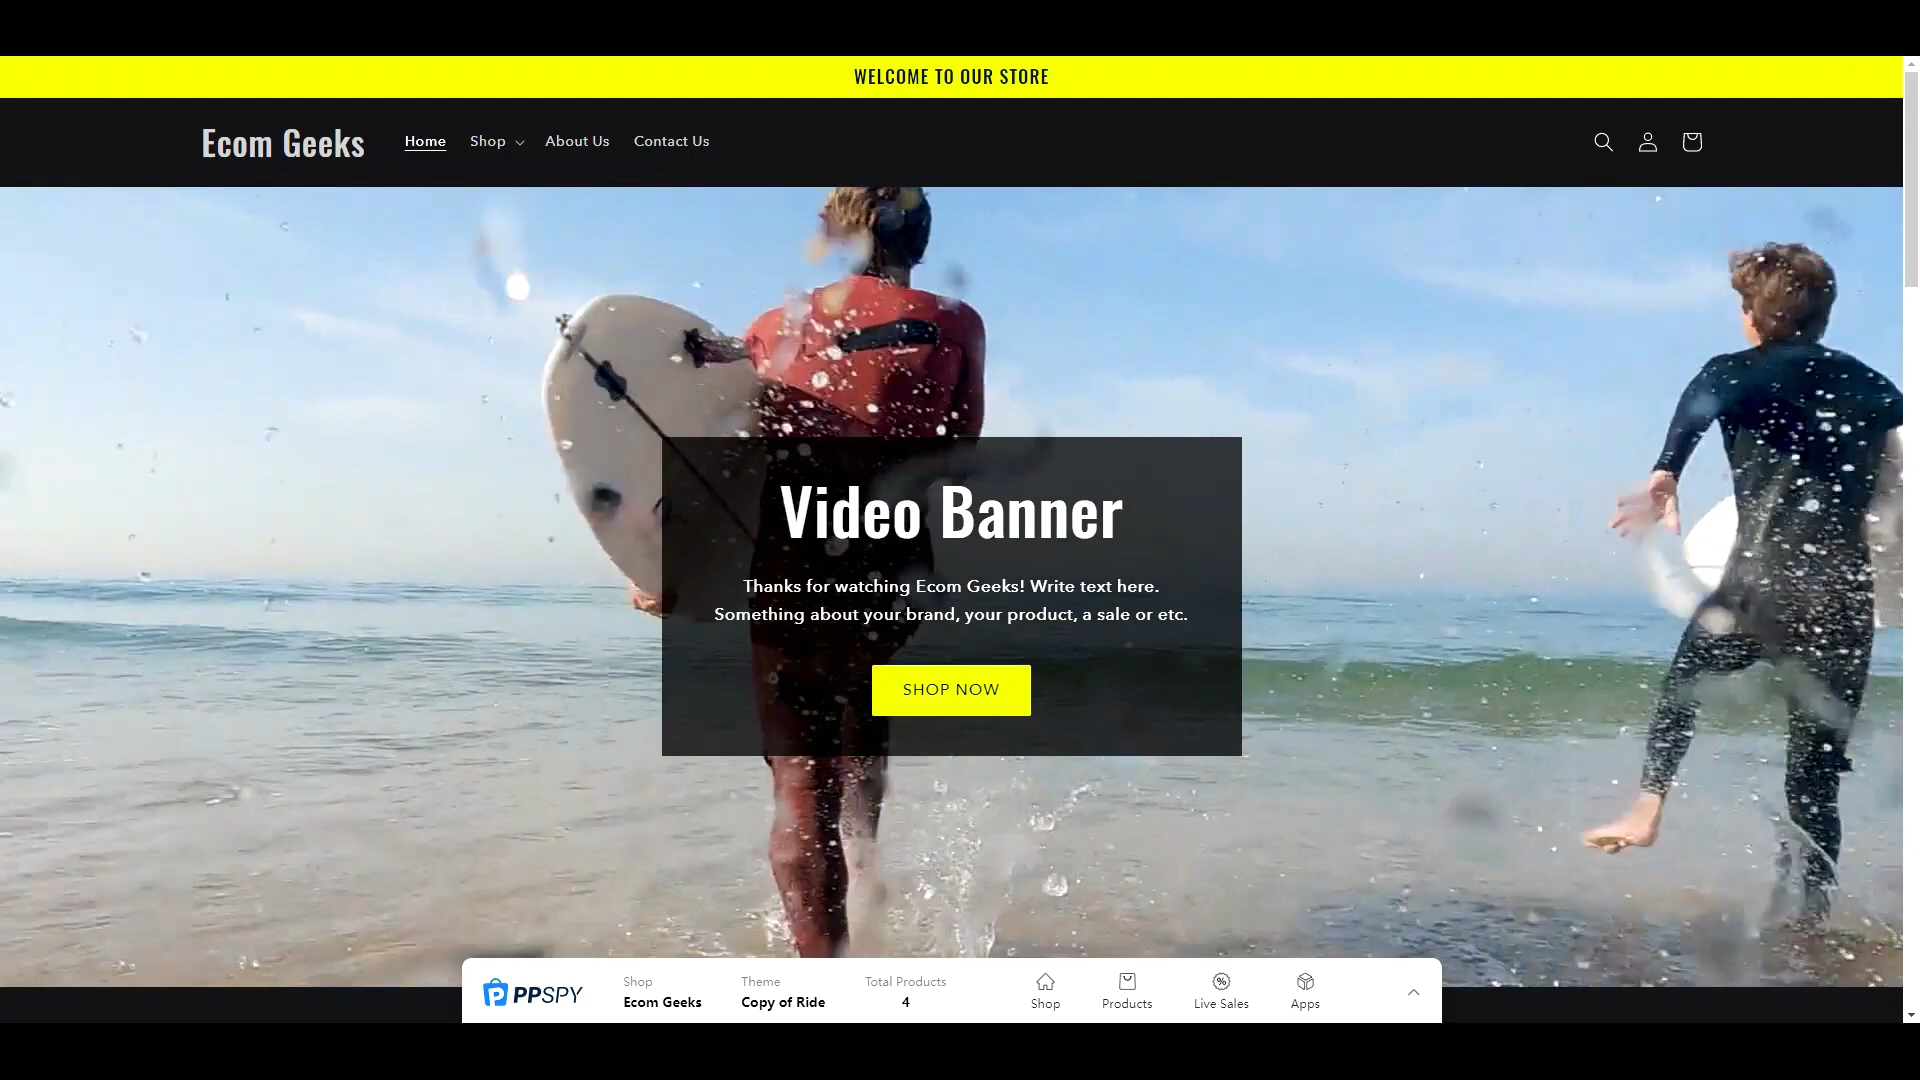 WELCOME TO OUR STORE
Ecom Geeks
Home Shop About Us Contact Us
Video Banner
Thanks for watching Ecom Geeks! Write text here.
Something about your brand, your product, a sale or etc.
SHOP NOW
PPSPY
Shop Theme Total Products
Ecom Geeks Copy of Ride 4
Shop Products Live Sales Apps